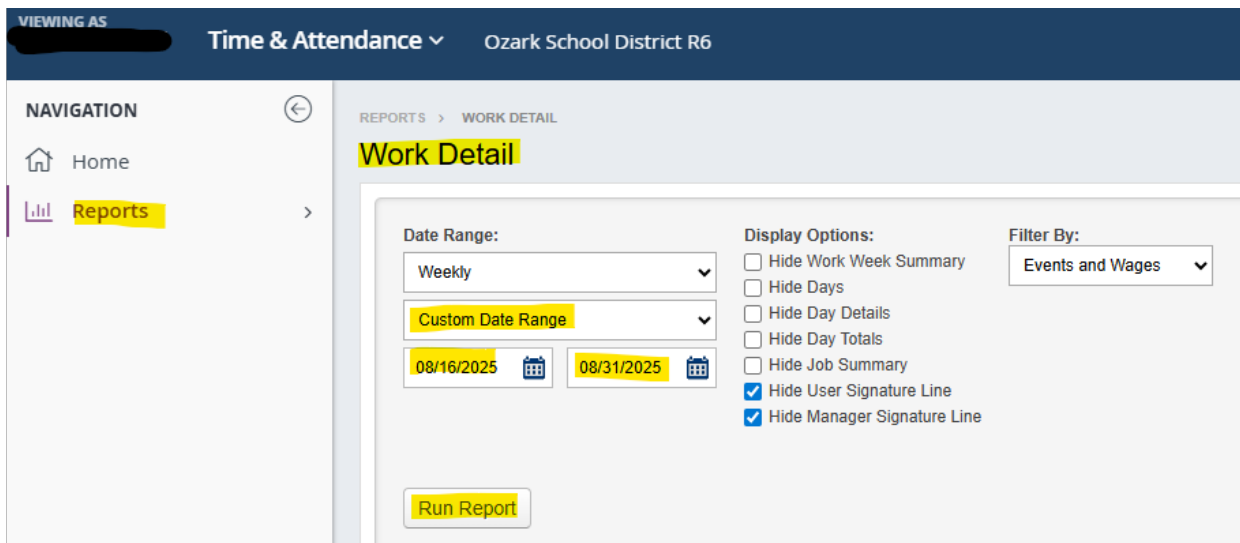 VIEWING AS
Time & Attendance
Ozark School District R6
NAVIGATION
Home
Reports
REPORTS > WORK DETAIL
Work Detail
Date Range:
Weekly
Custom Date Range
08/16/2025
08/31/2025
Display Options:
Hide Work Week Summary
Hide Days
Hide Day Details
Hide Day Totals
Hide Job Summary
Hide User Signature Line
Hide Manager Signature Line
Filter By:
Events and Wages
Run Report